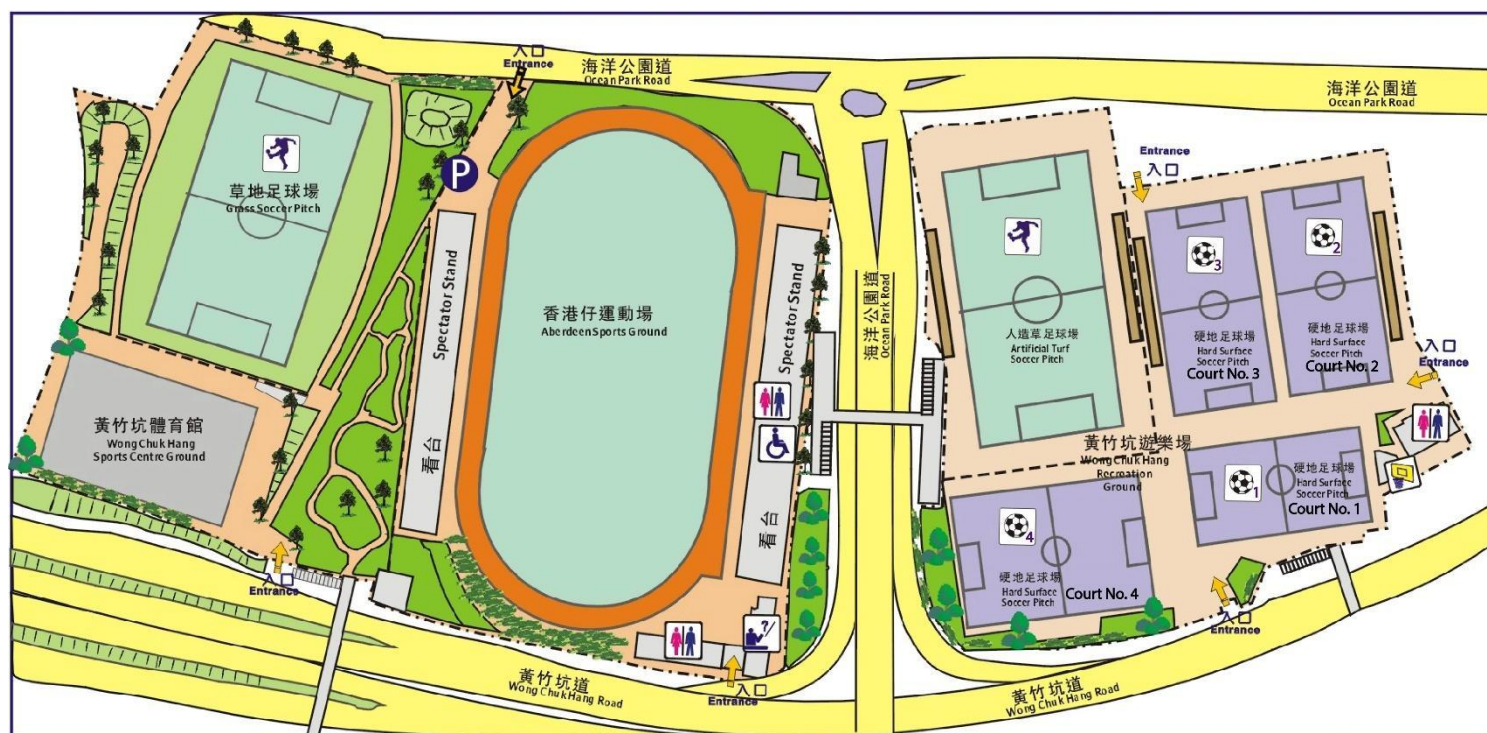 入口
Entrance
海洋公園道
Ocean Park Road
海洋公園道
Ocean Park Road
草地足球場
Grass Soccer Pitch
P
Spectator Stand
看台
香港仔運動場
Aberdeen Sports Ground
Spectator Stand
看台
海洋公園道
Ocean Park Road
Entrance
入口
3
2
人造草足球場
Artificial Turf
Soccer Pitch
硬地足球場
Hard Surface
Soccer Pitch
Court No. 3
硬地足球場
Hard Surface
Soccer Pitch
Court No. 2
入口
Entrance
黃竹坑體育館
Wong Chuk Hang
Sports Centre Ground
黃竹坑遊樂場
Wong Chuk Hang
Recreation
Ground
1
硬地足球場
Hard Surface
Soccer Pitch
Court No. 1
4
硬地足球場
Hard Surface
Soccer Pitch
Court No. 4
入口
Entrance
入口
Entrance
?
入口
Entrance
黃竹坑道
Wong Chuk Hang Road
黃竹坑道
Wong Chuk Hang Road